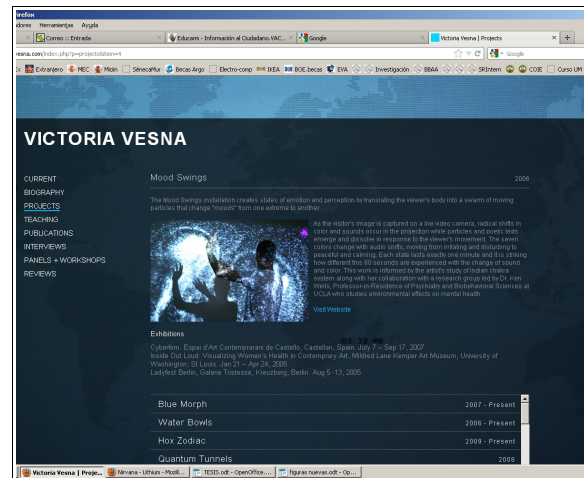 irefox
dores Herramientas Ayuda
Correo :: Entrada
Educarm - Información al Ciudadano. VAC...
Google
Victoria Vesna | Projects
vesna.com/index.php?p=projects&item=4
Google
Extranjero MEC Micin SénecaMur Becas Argo Electro-comp IKEA BOE.becas EVA Investigación BBAA SRIntern COIE Curso UM
VICTORIA VESNA
CURRENT
BIOGRAPHY
PROJECTS
TEACHING
PUBLICATIONS
INTERVIEWS
PANELS + WORKSHOPS
REVIEWS
Mood Swings 2006
The Mood Swings installation creates states of emotion and perception by translating the viewer's body into a swarm of moving
particles that change "moods" from one extreme to another.
As the visitor's image is captured on a live video camera, radical shifts in
color and sounds occur in the projection while particles and poetic texts
emerge and dissolve in response to the viewer's movement. The seven
colors change with audio shifts, moving from irritating and disturbing to
peaceful and calming. Each state lasts exactly one minute and it is striking
how different this 60 seconds are experienced with the change of sound
and color. This work is informed by the artist's study of Indian chakra
system along with her collaboration with a research group led by Dr. Ken
Wells, Professor-in-Residence of Psychiatry and Biobehavioral Sciences at
UCLA who studies environmental effects on mental health.
Visit Website
Exhibitions
Cyberfem. Espai d'Art Contemporani de Castello, Castellan, Spain. July 7 – Sep 17, 2007
Inside Out Loud: Visualizing Women's Health in Contemprary Art, Mildred Lane Kemper Art Museum, University of
Washington, St Louis. Jan 21 – Apr 24, 2005
Ladyfest Berlin, Galerie Tristesse, Kreuzberg, Berlin. Aug 5 -13, 2005
Blue Morph 2007 - Present
Water Bowls 2006 - Present
Hox Zodiac 2009 - Present
Quantum Tunnels 2008
Victoria Vesna | Proje... Nirvana - Lithium - Mozill... TESIS.odt - OpenOffice.... figuras nuevas.odt - Op...